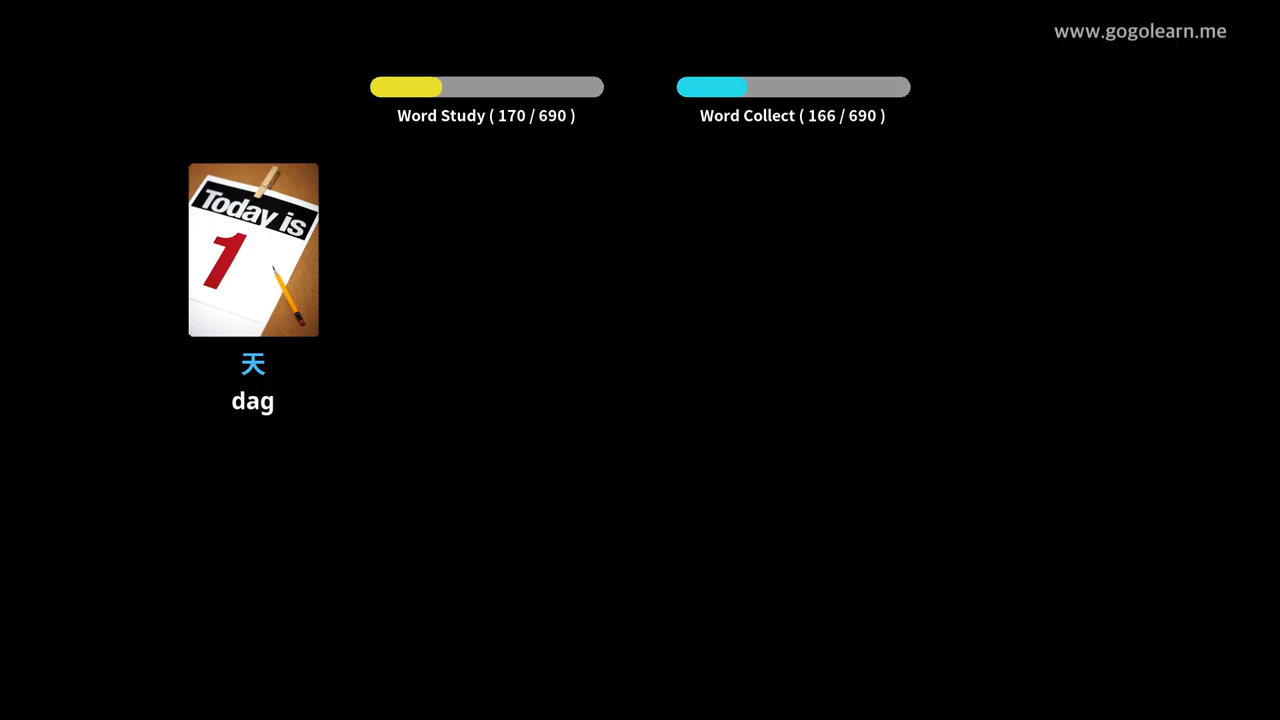 www.gogolearn.me
Word Study ( 170 / 690 )
Word Collect ( 166 / 690 )
Today is
1
天
dag